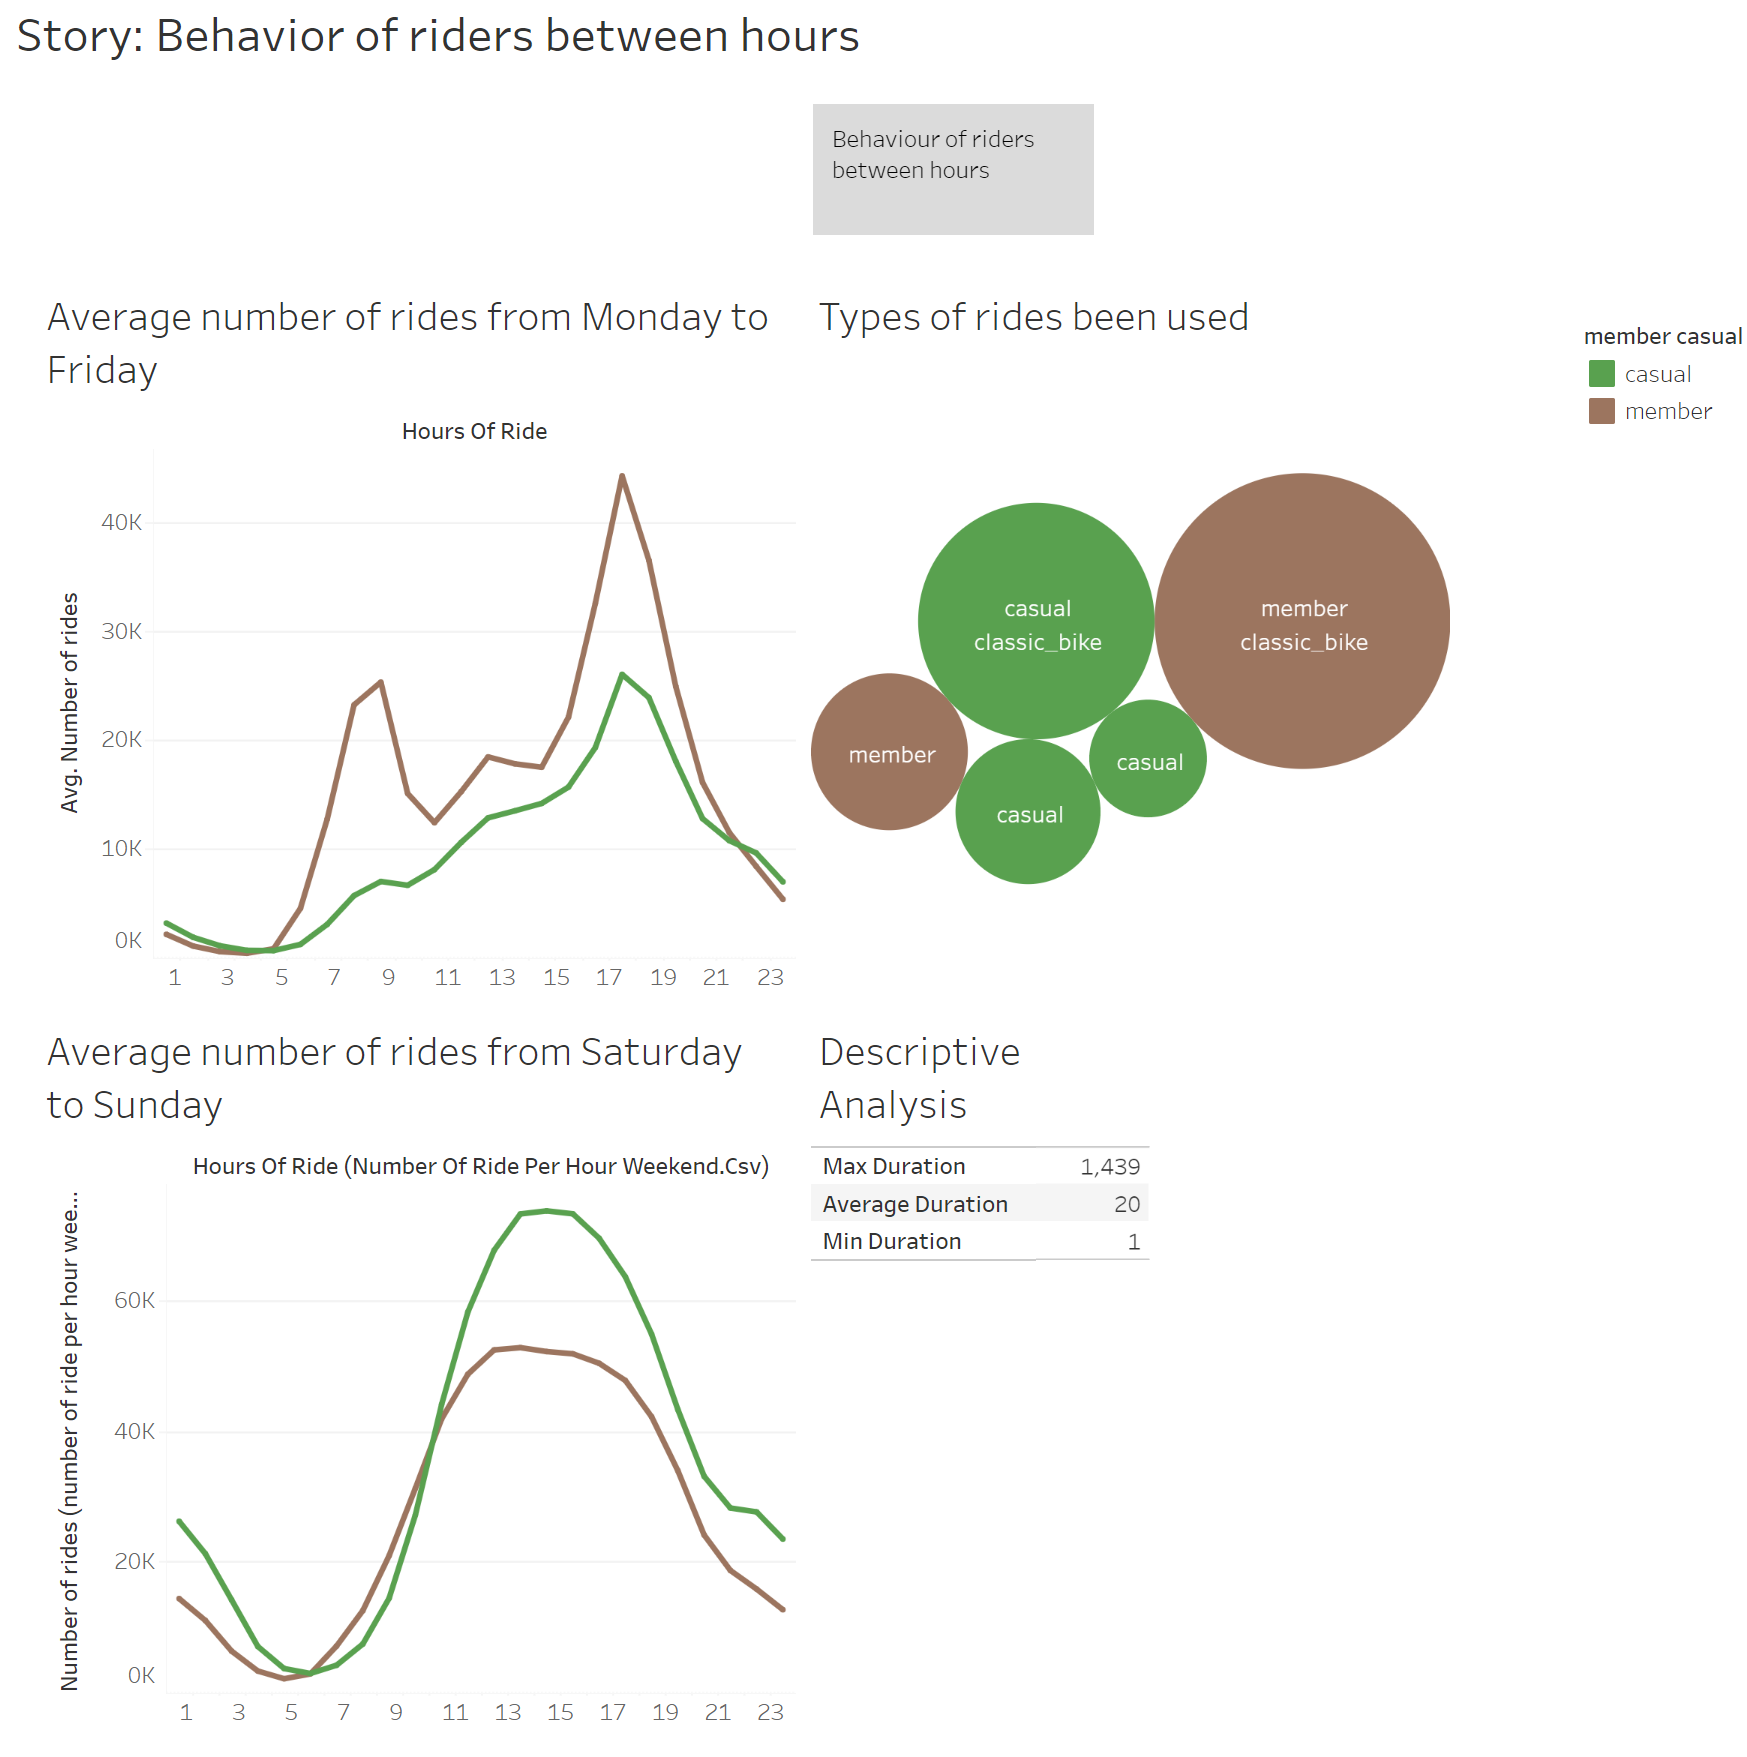 Story: Behavior of riders between hours
Behaviour of riders
between hours
Average number of rides from Monday to
Friday
Hours Of Ride
Avg. Number of rides
40K
30K
20K
10K
0K
1 3 5 7 9 11 13 15 17 19 21 23
Types of rides been used
casual
classic_bike
member
classic_bike
member
casual
casual
member casual
casual
member
Average number of rides from Saturday
to Sunday
Hours Of Ride (Number Of Ride Per Hour Weekend.Csv)
Number of rides (number of ride per hour wee...
60K
40K
20K
0K
1 3 5 7 9 11 13 15 17 19 21 23
Descriptive
Analysis
Max Duration 1,439
Average Duration 20
Min Duration 1